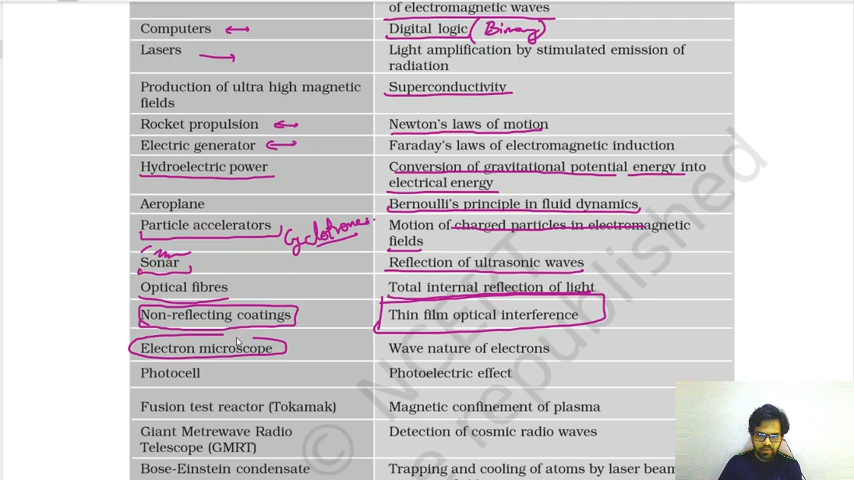 of electromagnetic waves
Computers Digital logic (Binary)
Lasers Light amplification by stimulated emission of
radiation
Production of ultra high magnetic Superconductivity
fields
Rocket propulsion Newton's laws of motion
Electric generator Faraday's laws of electromagnetic induction
Hydroelectric power Conversion of gravitational potential energy into
electrical energy
Aeroplane Bernoulli's principle in fluid dynamics
Particle accelerators Cyclotrones. Motion of charged particles in electromagnetic
fields
Sonar Reflection of ultrasonic waves
Optical fibres Total internal reflection of light
Non-reflecting coatings Thin film optical interference
Electron microscope Wave nature of electrons
Photocell Photoelectric effect
Fusion test reactor (Tokamak) Magnetic confinement of plasma
Giant Metrewave Radio Detection of cosmic radio waves
Telescope (GMRT)
Bose-Einstein condensate Trapping and cooling of atoms by laser beam
© NCERT
republished